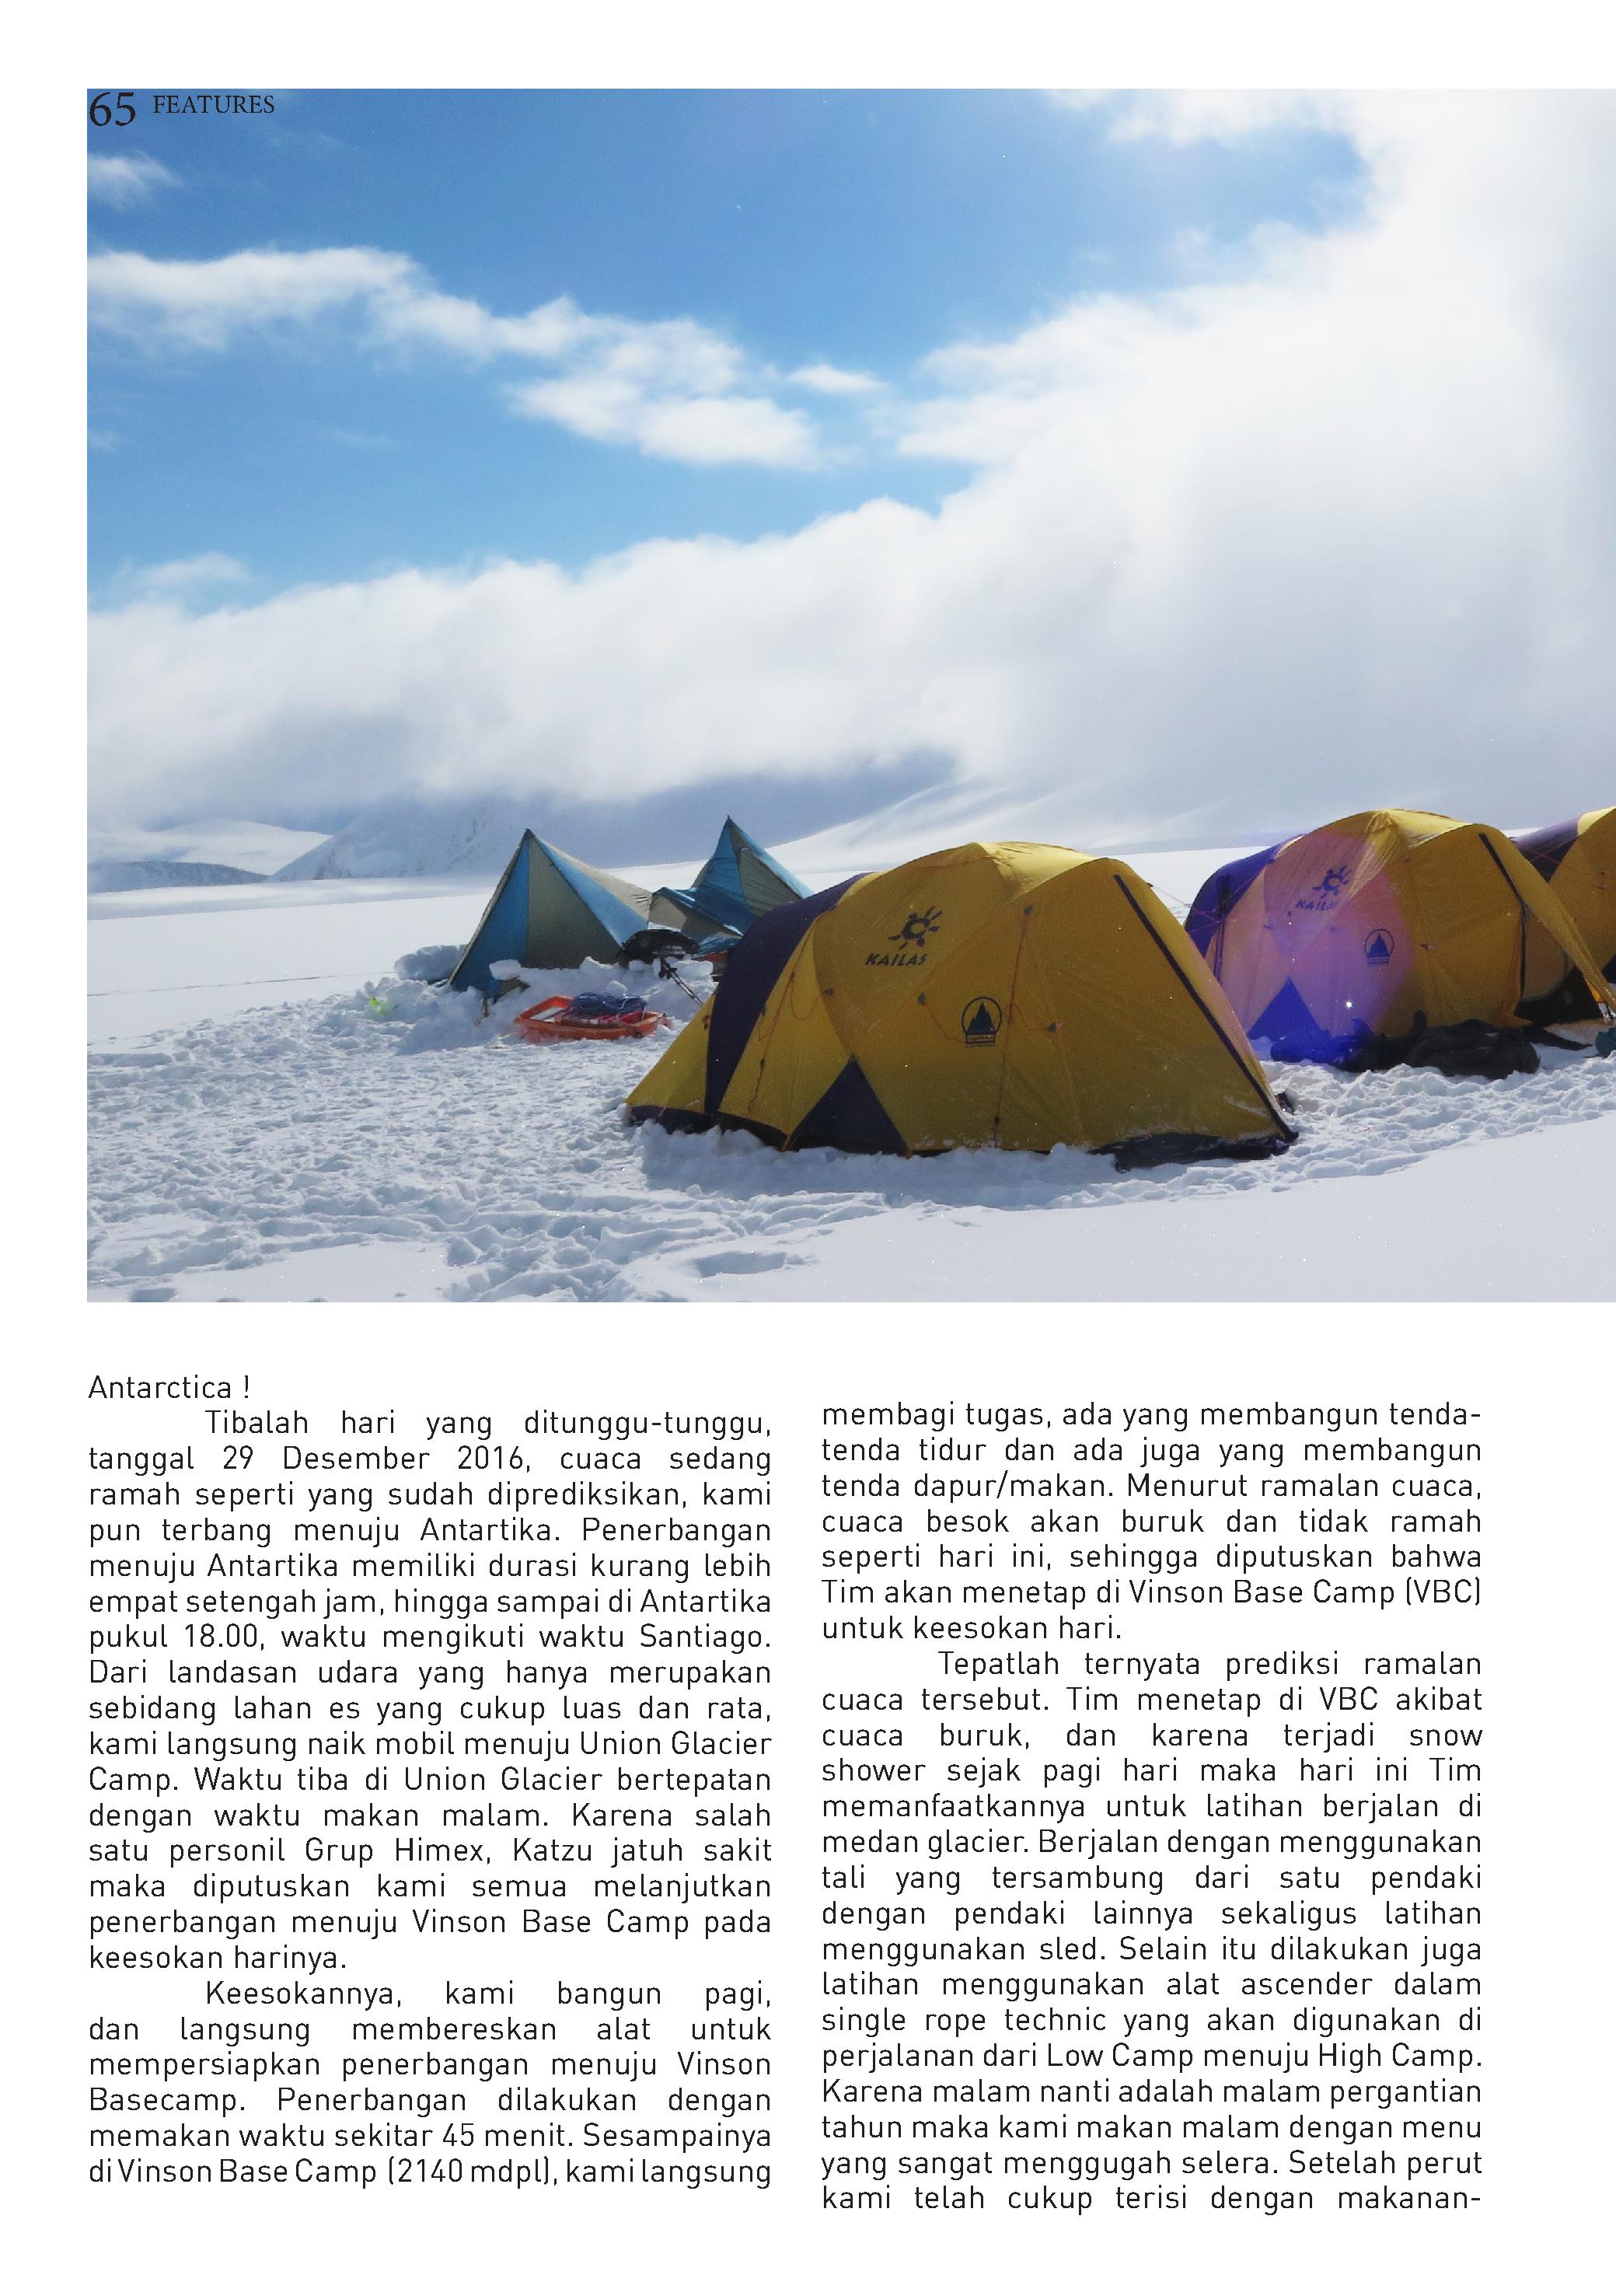 65 FEATURES
KAILAS
KAILAS
Antarctica !
Tibalah hari yang ditunggu-tunggu,
tanggal 29 Desember 2016, cuaca sedang
ramah seperti yang sudah diprediksikan, kami
pun terbang menuju Antartika. Penerbangan
menuju Antartika memiliki durasi kurang lebih
empat setengah jam, hingga sampai di Antartika
pukul 18.00, waktu mengikuti waktu Santiago.
Dari landasan udara yang hanya merupakan
sebidang lahan es yang cukup luas dan rata,
kami langsung naik mobil menuju Union Glacier
Camp. Waktu tiba di Union Glacier bertepatan
dengan waktu makan malam. Karena salah
satu personil Grup Himex, Katzu jatuh sakit
maka diputuskan kami semua melanjutkan
penerbangan menuju Vinson Base Camp pada
keesokan harinya.
Keesokannya, kami bangun pagi,
dan langsung membereskan alat untuk
mempersiapkan penerbangan menuju Vinson
Basecamp. Penerbangan dilakukan dengan
memakan waktu sekitar 45 menit. Sesampainya
di Vinson Base Camp (2140 mdpl), kami langsung
membagi tugas, ada yang membangun tenda-
tenda tidur dan ada juga yang membangun
tenda dapur/makan. Menurut ramalan cuaca,
cuaca besok akan buruk dan tidak ramah
seperti hari ini, sehingga diputuskan bahwa
Tim akan menetap di Vinson Base Camp (VBC)
untuk keesokan hari.
Tepatlah ternyata prediksi ramalan
cuaca tersebut. Tim menetap di VBC akibat
cuaca buruk, dan karena terjadi snow
shower sejak pagi hari maka hari ini Tim
memanfaatkannya untuk latihan berjalan di
medan glacier. Berjalan dengan menggunakan
tali yang tersambung dari satu pendaki
dengan pendaki lainnya sekaligus latihan
menggunakan sled. Selain itu dilakukan juga
latihan menggunakan alat ascender dalam
single rope technic yang akan digunakan di
perjalanan dari Low Camp menuju High Camp.
Karena malam nanti adalah malam pergantian
tahun maka kami makan malam dengan menu
yang sangat menggugah selera. Setelah perut
kami telah cukup terisi dengan makanan-